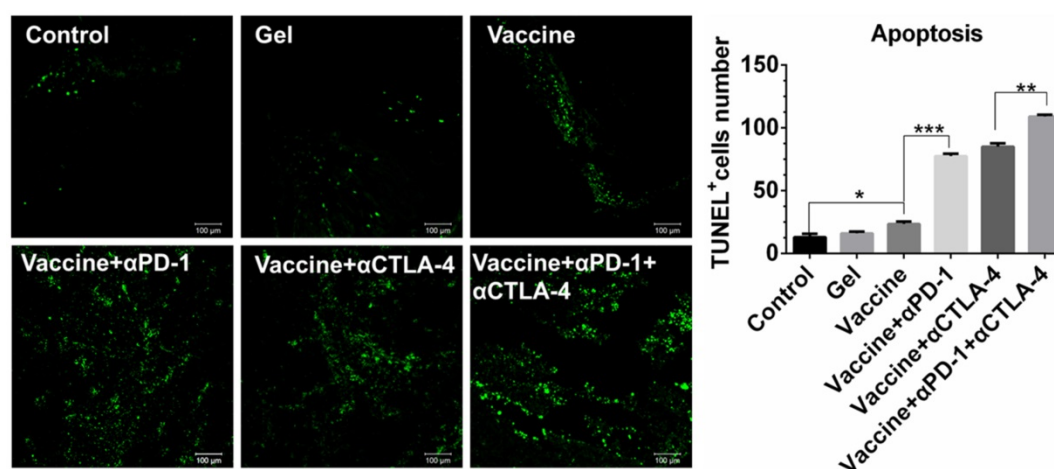 Control
Gel
Vaccine
100 μm
100 μm
100 μm
Vaccine+αPD-1
Vaccine+αCTLA-4
Vaccine+αPD-1+
αCTLA-4
100 μm
100 μm
100 μm
Apoptosis
TUNEL+cells number
150
100
50
0
*
***
**
Control
Gel
Vaccine
Vaccine+αPD-1
Vaccine+αCTLA-4
Vaccine+αPD-1+αCTLA-4